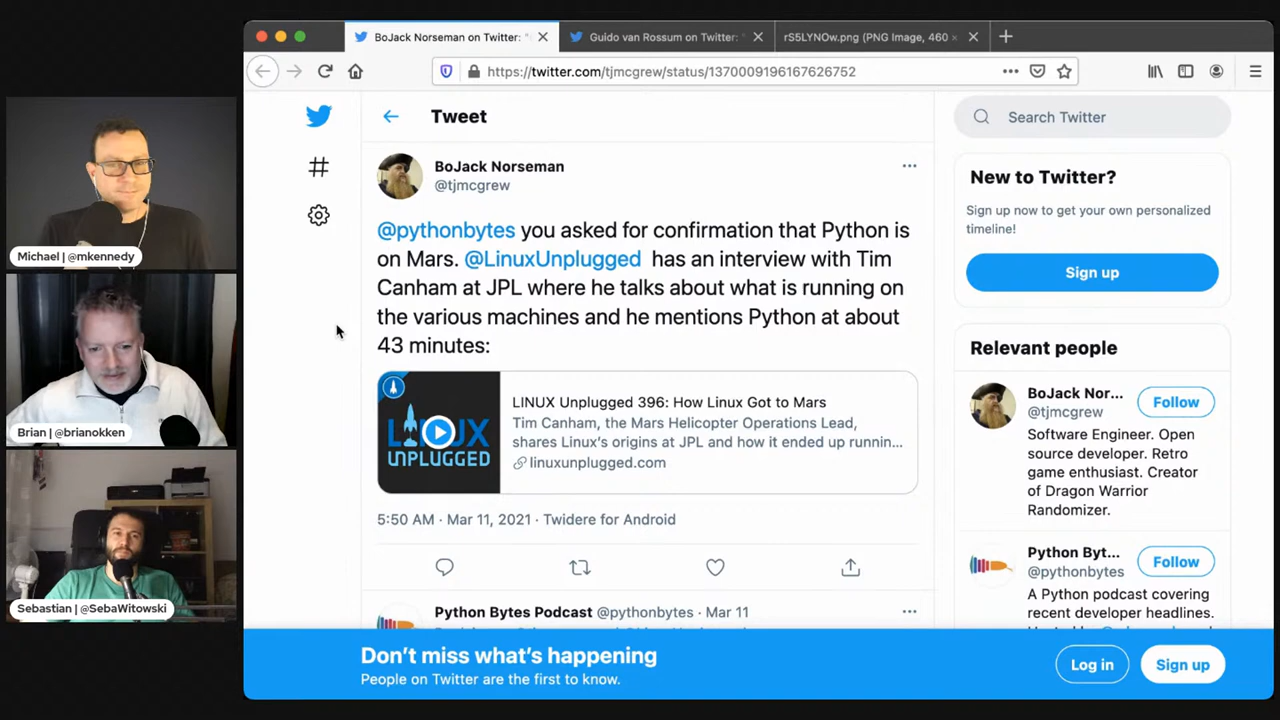 BoJack Norseman on Twitter: "
Guido van Rossum on Twitter: "
rS5LYNOw.png (PNG Image, 460 ×
https://twitter.com/tjmcgrew/status/1370009196167626752
Tweet
Search Twitter
BoJack Norseman
@tjmcgrew
@pythonbytes you asked for confirmation that Python is
on Mars. @LinuxUnplugged has an interview with Tim
Canham at JPL where he talks about what is running on
the various machines and he mentions Python at about
43 minutes:
LINUX
UNPLUGGED
LINUX Unplugged 396: How Linux Got to Mars
Tim Canham, the Mars Helicopter Operations Lead,
shares Linux's origins at JPL and how it ended up runnin...
linuxunplugged.com
5:50 AM · Mar 11, 2021 · Twidere for Android
Python Bytes Podcast @pythonbytes · Mar 11
New to Twitter?
Sign up now to get your own personalized
timeline!
Sign up
Relevant people
BoJack Nor...
@tjmcgrew
Follow
Software Engineer. Open
source developer. Retro
game enthusiast. Creator
of Dragon Warrior
Randomizer.
Python Byt...
@pythonbytes
Follow
A Python podcast covering
recent developer headlines.
Don't miss what's happening
People on Twitter are the first to know.
Log in
Sign up
Michael | @mkennedy
Brian | @brianokken
Sebastian | @SebaWitowski